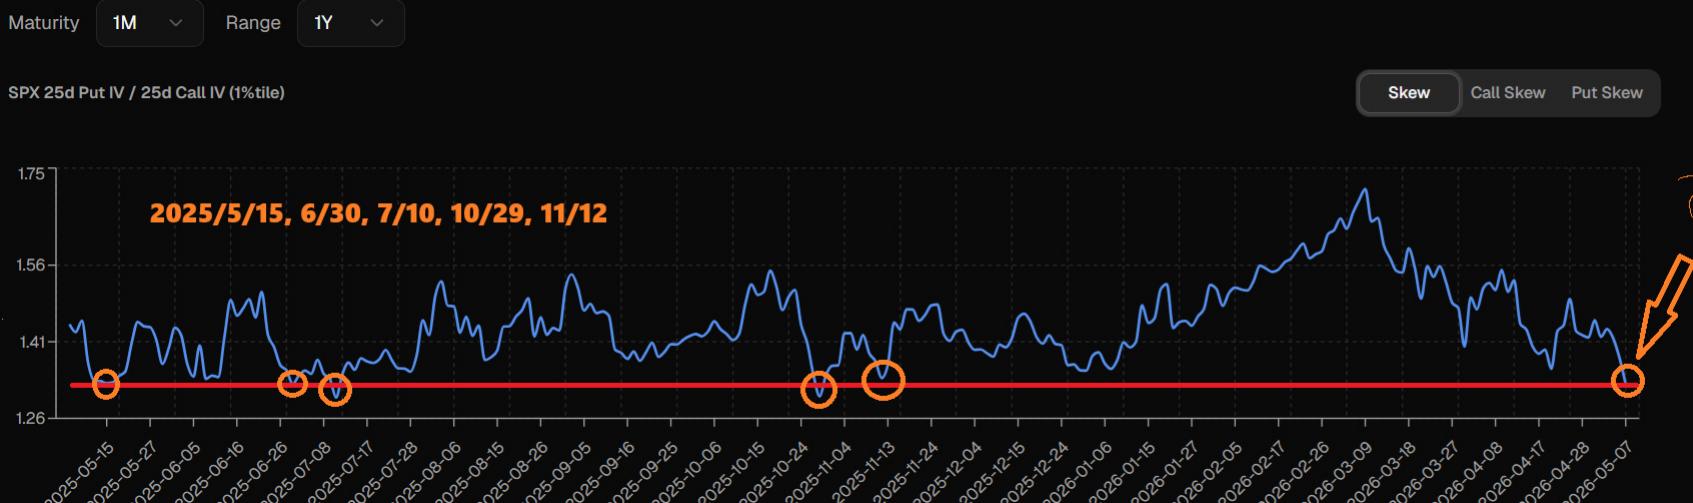 Maturity 1M Range 1Y
SPX 25d Put IV / 25d Call IV (1%tile)
Skew Call Skew Put Skew
1.75
2025/5/15, 6/30, 7/10, 10/29, 11/12
1.56
1.41
1.26
2025-05-15 2025-05-27 2025-06-05 2025-06-16 2025-06-26 2025-07-08 2025-07-17 2025-07-28 2025-08-06 2025-08-15 2025-08-26 2025-09-05 2025-09-16 2025-09-25 2025-10-06 2025-10-15 2025-10-24 2025-11-04 2025-11-13 2025-11-24 2025-12-04 2025-12-15 2025-12-24 2026-01-06 2026-01-15 2026-01-27 2026-02-05 2026-02-17 2026-02-26 2026-03-09 2026-03-18 2026-03-27 2026-04-08 2026-04-17 2026-04-28 2026-05-07